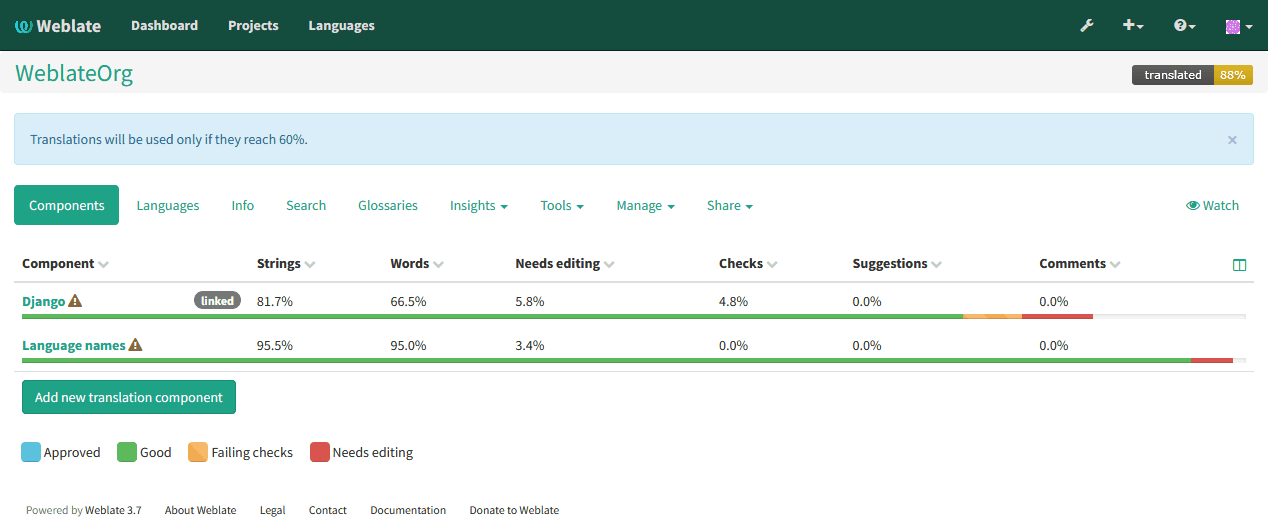 Weblate Dashboard Projects Languages
WeblateOrg translated 88%
Translations will be used only if they reach 60%. ×
Components Languages Info Search Glossaries Insights Tools Manage Share Watch
Component Strings Words Needs editing Checks Suggestions Comments
Django linked 81.7% 66.5% 5.8% 4.8% 0.0% 0.0%
Language names 95.5% 95.0% 3.4% 0.0% 0.0% 0.0%
Add new translation component
Approved Good Failing checks Needs editing
Powered by Weblate 3.7 About Weblate Legal Contact Documentation Donate to Weblate